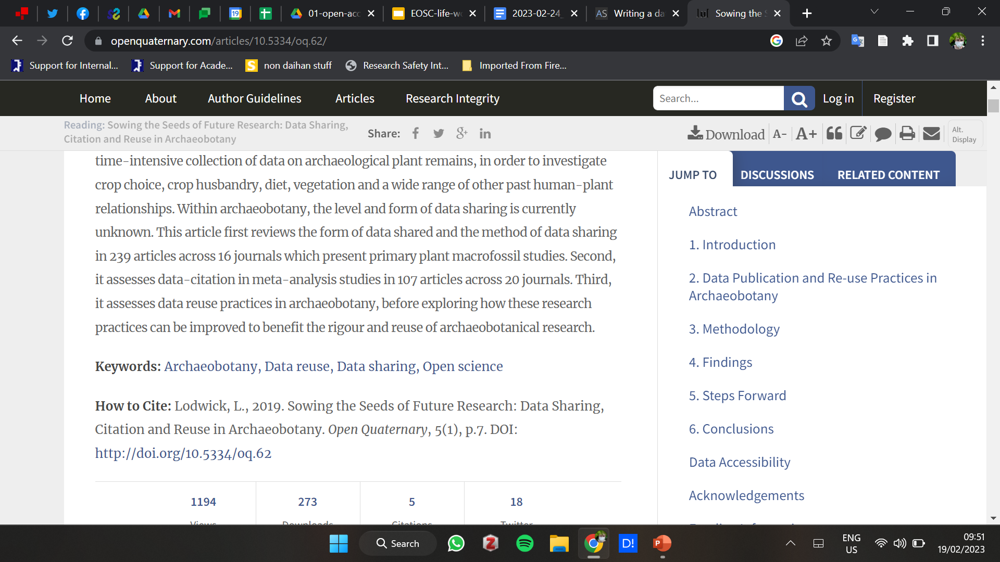 01-open-acc
EOSC-life-w
2023-02-24_
AS Writing a da
Sowing the S
openquaternary.com/articles/10.5334/oq.62/
Support for Internal...
Support for Acade...
non daihan stuff
Research Safety Int...
Imported From Fire...
Home About Author Guidelines Articles Research Integrity
Search...
Log in
Register
Reading: Sowing the Seeds of Future Research: Data Sharing,
Citation and Reuse in Archaeobotany
Share:
Download
A-
A+
Alt.
Display
time-intensive collection of data on archaeological plant remains, in order to investigate
crop choice, crop husbandry, diet, vegetation and a wide range of other past human-plant
relationships. Within archaeobotany, the level and form of data sharing is currently
unknown. This article first reviews the form of data shared and the method of data sharing
in 239 articles across 16 journals which present primary plant macrofossil studies. Second,
it assesses data-citation in meta-analysis studies in 107 articles across 20 journals. Third,
it assesses data reuse practices in archaeobotany, before exploring how these research
practices can be improved to benefit the rigour and reuse of archaeobotanical research.
Keywords: Archaeobotany, Data reuse, Data sharing, Open science
How to Cite: Lodwick, L., 2019. Sowing the Seeds of Future Research: Data Sharing,
Citation and Reuse in Archaeobotany. Open Quaternary, 5(1), p.7. DOI:
http://doi.org/10.5334/oq.62
1194 273 5 18
Views Downloads Citations Twitter
JUMP TO
DISCUSSIONS
RELATED CONTENT
Abstract
1. Introduction
2. Data Publication and Re-use Practices in
Archaeobotany
3. Methodology
4. Findings
5. Steps Forward
6. Conclusions
Data Accessibility
Acknowledgements
Search
ENG
US
09:51
19/02/2023